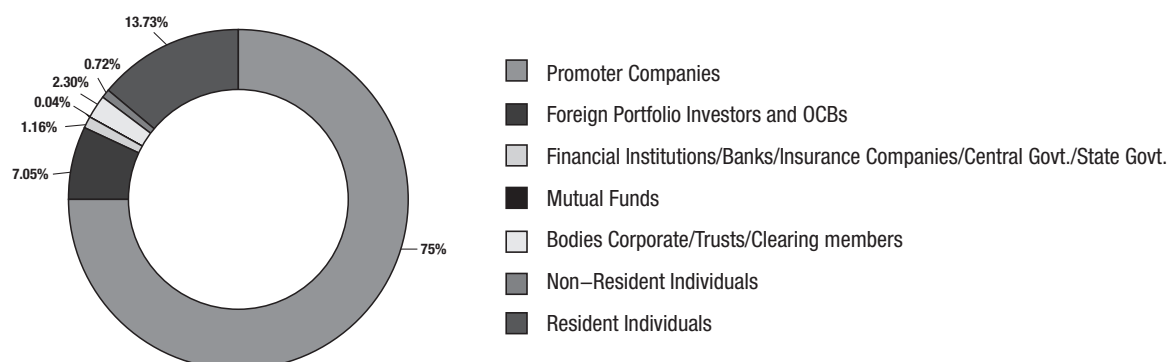 13.73%
0.72%
2.30%
0.04%
1.16%
7.05%
75%
Promoter Companies
Foreign Portfolio Investors and OCBs
Financial Institutions/Banks/Insurance Companies/Central Govt./State Govt.
Mutual Funds
Bodies Corporate/Trusts/Clearing members
Non–Resident Individuals
Resident Individuals